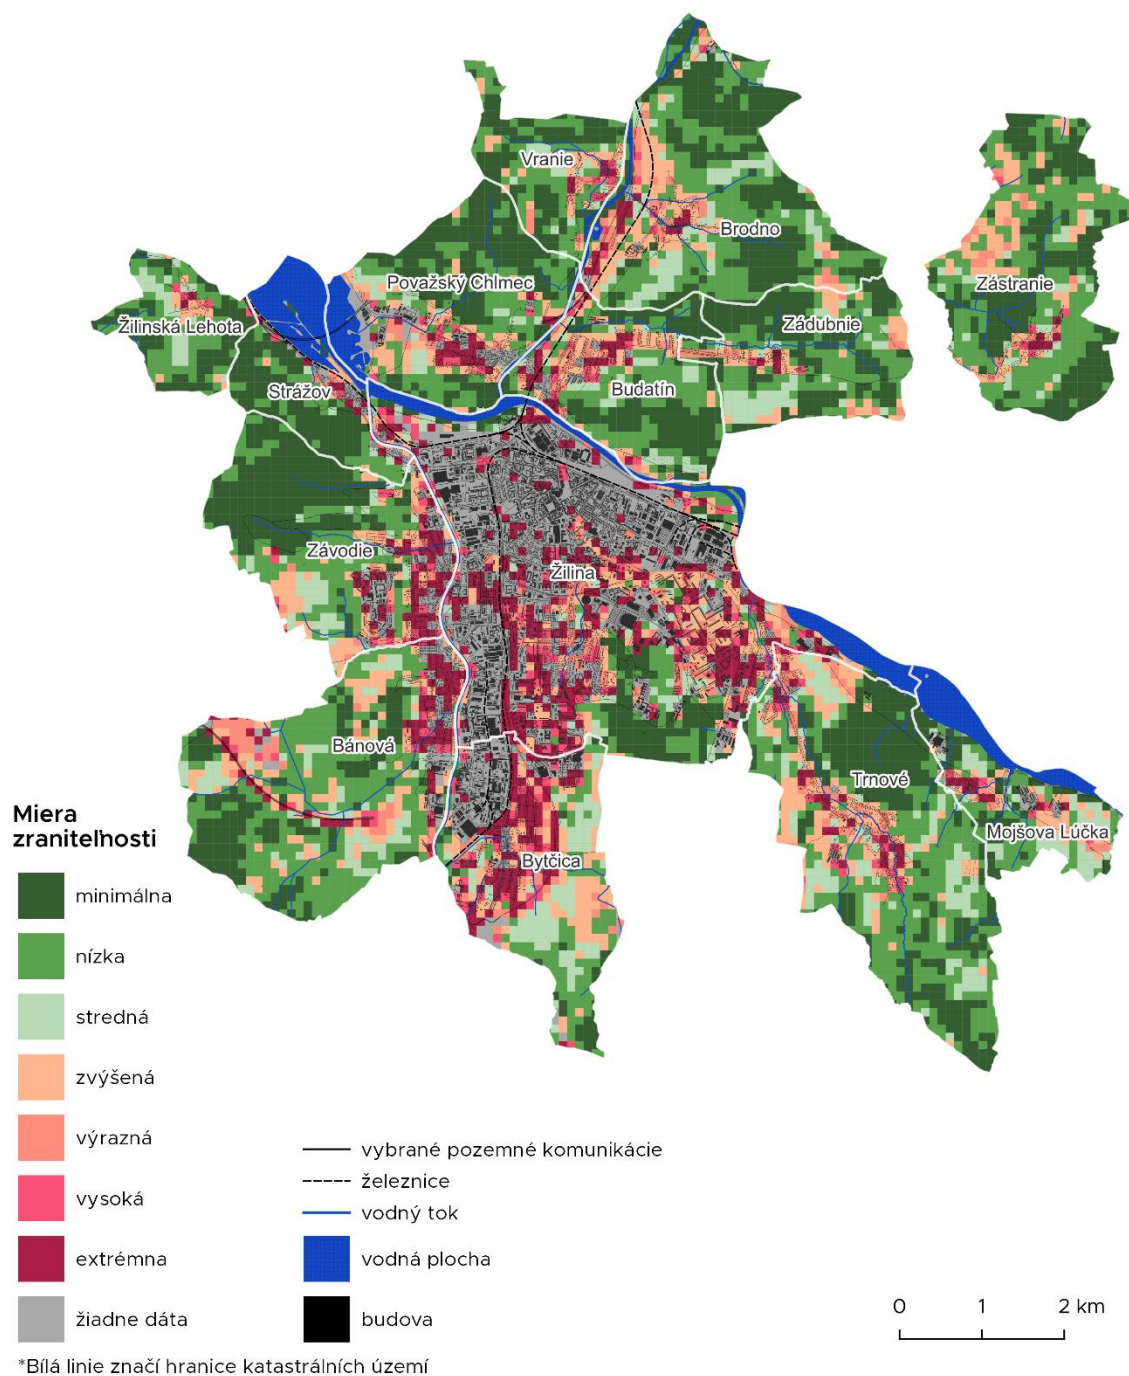 Vranie
Brodno
Považský Chlmec
Zástranie
Žilinská Lehota
Zádubnie
Strážov
Budatín
Závodie
Žilina
Bánová
Trnové
Mojšova Lúčka
Bytčica
Miera
zraniteľnosti
minimálna
nízka
stredná
zvýšená
výrazná
vysoká
extrémna
žiadne dáta
vybrané pozemné komunikácie
železnice
vodný tok
vodná plocha
budova
0 1 2 km
*Bílá linie značí hranice katastrálních území